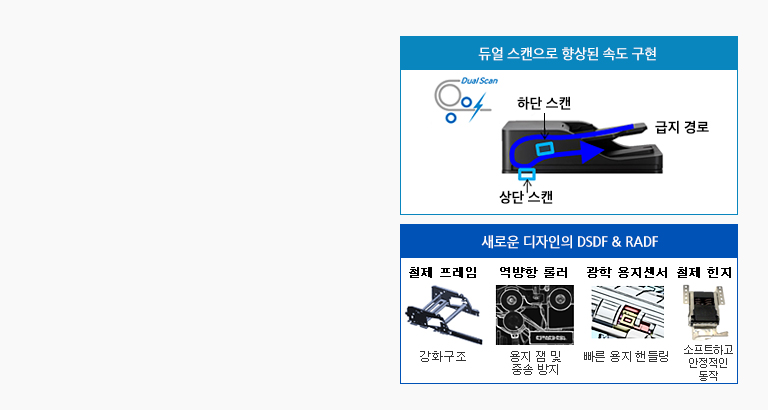 듀얼 스캔으로 향상된 속도 구현
DualScan
하단 스캔
급지 경로
상단 스캔
새로운 디자인의 DSDF & RADF
철제 프레임
역방향 롤러
광학 용지센서
철제 힌지
강화구조
용지 잼 및
중송 방지
빠른 용지 핸들링
소프트하고
안정적인
동작